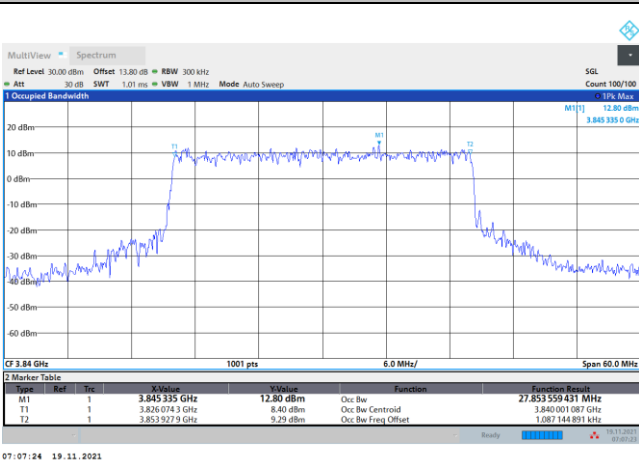 MultiView Spectrum
Ref Level 30.00 dBm Offset 13.80 dB RBW 300 kHz SGL
Att 30 dB SWT 1.01 ms VBW 1 MHz Mode Auto Sweep Count 100/100
1 Occupied Bandwidth 1Pk Max
M1[1] 12.80 dBm
3.845 335 0 GHz
20 dBm
M1
T1
T2
10 dBm
0 dBm
-10 dBm
-20 dBm
-30 dBm
-40 dBm
-50 dBm
-60 dBm
CF 3.84 GHz 1001 pts 6.0 MHz/ Span 60.0 MHz
2 Marker Table
Type Ref Trc X-Value Y-Value Function Function Result
M1 1 3.845335 GHz 12.80 dBm Occ Bw 27.853 559 431 MHz
T1 1 3.826 074 3 GHz 8.40 dBm Occ Bw Centroid 3.840 001 087 GHz
T2 1 3.853 927 9 GHz 9.29 dBm Occ Bw Freq Offset 1.087 144 891 kHz
Ready 19.11.2021
07:07:23
07:07:24 19.11.2021